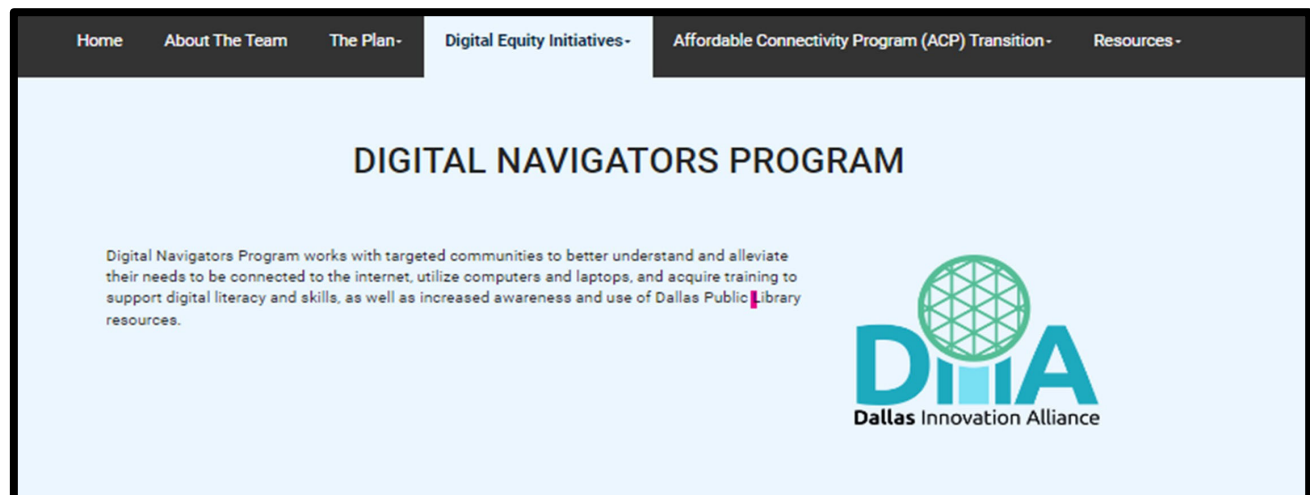 Home About The Team The Plan Digital Equity Initiatives Affordable Connectivity Program (ACP) Transition Resources
DIGITAL NAVIGATORS PROGRAM
Digital Navigators Program works with targeted communities to better understand and alleviate
their needs to be connected to the internet, utilize computers and laptops, and acquire training to
support digital literacy and skills, as well as increased awareness and use of Dallas Public Library
resources.
DIIA
Dallas Innovation Alliance